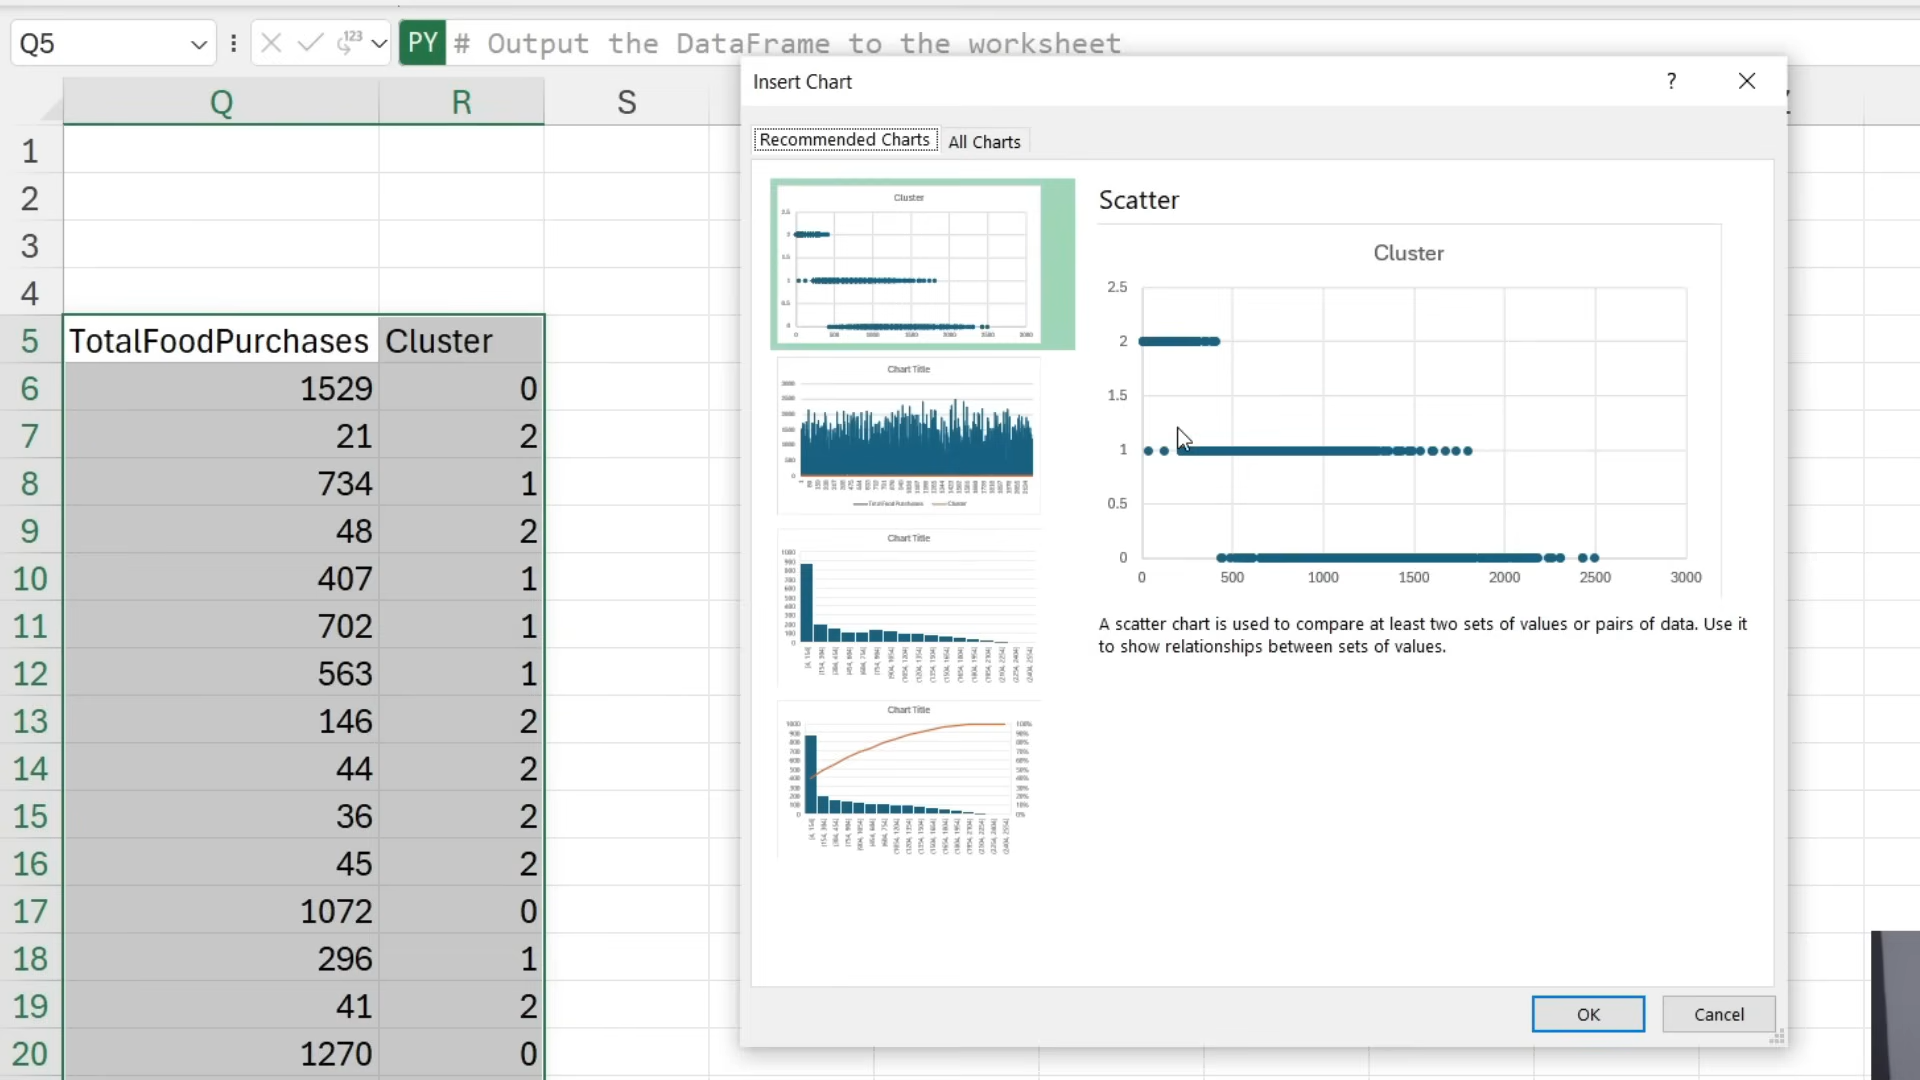 Q5
PY # Output the DataFrame to the worksheet
Q R S
Insert Chart ?
Recommended Charts All Charts
1
2
3
4
5 TotalFoodPurchases Cluster
6 1529 0
7 21 2
8 734 1
9 48 2
10 407 1
11 702 1
12 563 1
13 146 2
14 44 2
15 36 2
16 45 2
17 1072 0
18 296 1
19 41 2
20 1270 0
Cluster
Chart Title
TotalFoodPurchases Cluster
Chart Title
Chart Title
Scatter
Cluster
2.5
2
1.5
1
0.5
0
0 500 1000 1500 2000 2500 3000
A scatter chart is used to compare at least two sets of values or pairs of data. Use it
to show relationships between sets of values.
OK Cancel